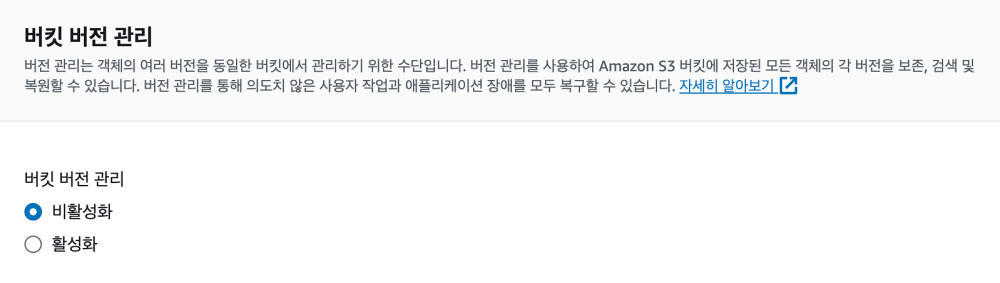 버킷 버전 관리
버전 관리는 객체의 여러 버전을 동일한 버킷에서 관리하기 위한 수단입니다. 버전 관리를 사용하여 Amazon S3 버킷에 저장된 모든 객체의 각 버전을 보존, 검색 및
복원할 수 있습니다. 버전 관리를 통해 의도치 않은 사용자 작업과 애플리케이션 장애를 모두 복구할 수 있습니다. 자세히 알아보기
버킷 버전 관리
비활성화
활성화